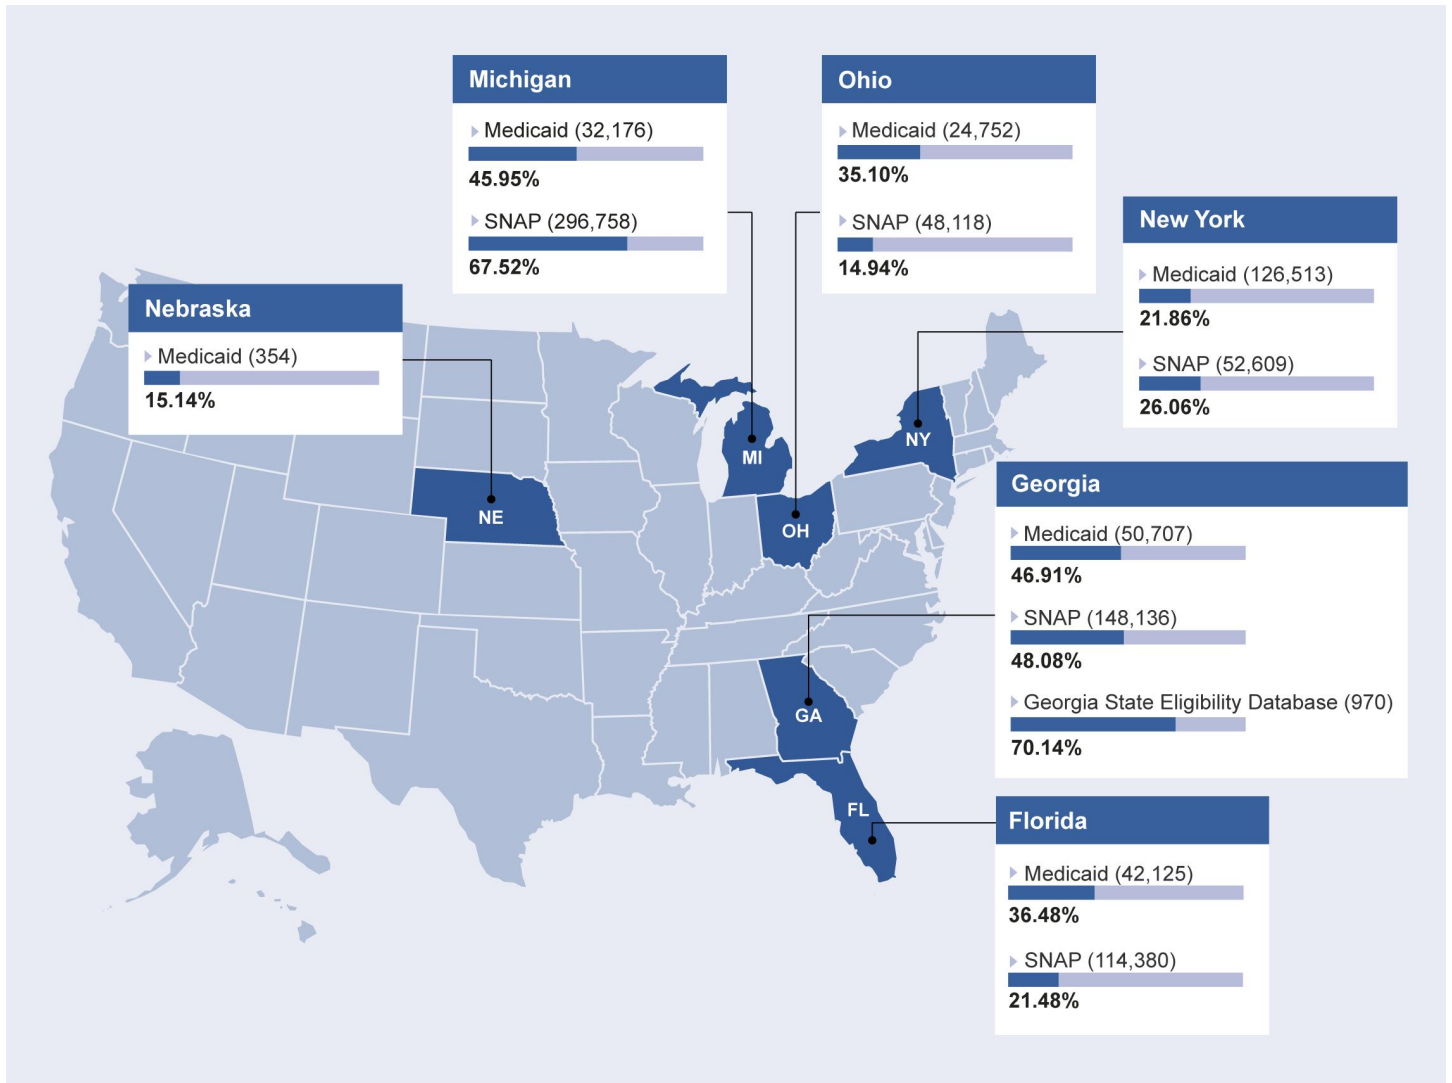 Michigan
Medicaid (32,176)
45.95%
SNAP (296,758)
67.52%
Ohio
Medicaid (24,752)
35.10%
SNAP (48,118)
14.94%
New York
Medicaid (126,513)
21.86%
SNAP (52,609)
26.06%
Nebraska
Medicaid (354)
15.14%
Georgia
Medicaid (50,707)
46.91%
SNAP (148,136)
48.08%
Georgia State Eligibility Database (970)
70.14%
Florida
Medicaid (42,125)
36.48%
SNAP (114,380)
21.48%
NY
MI
NE
OH
GA
FL